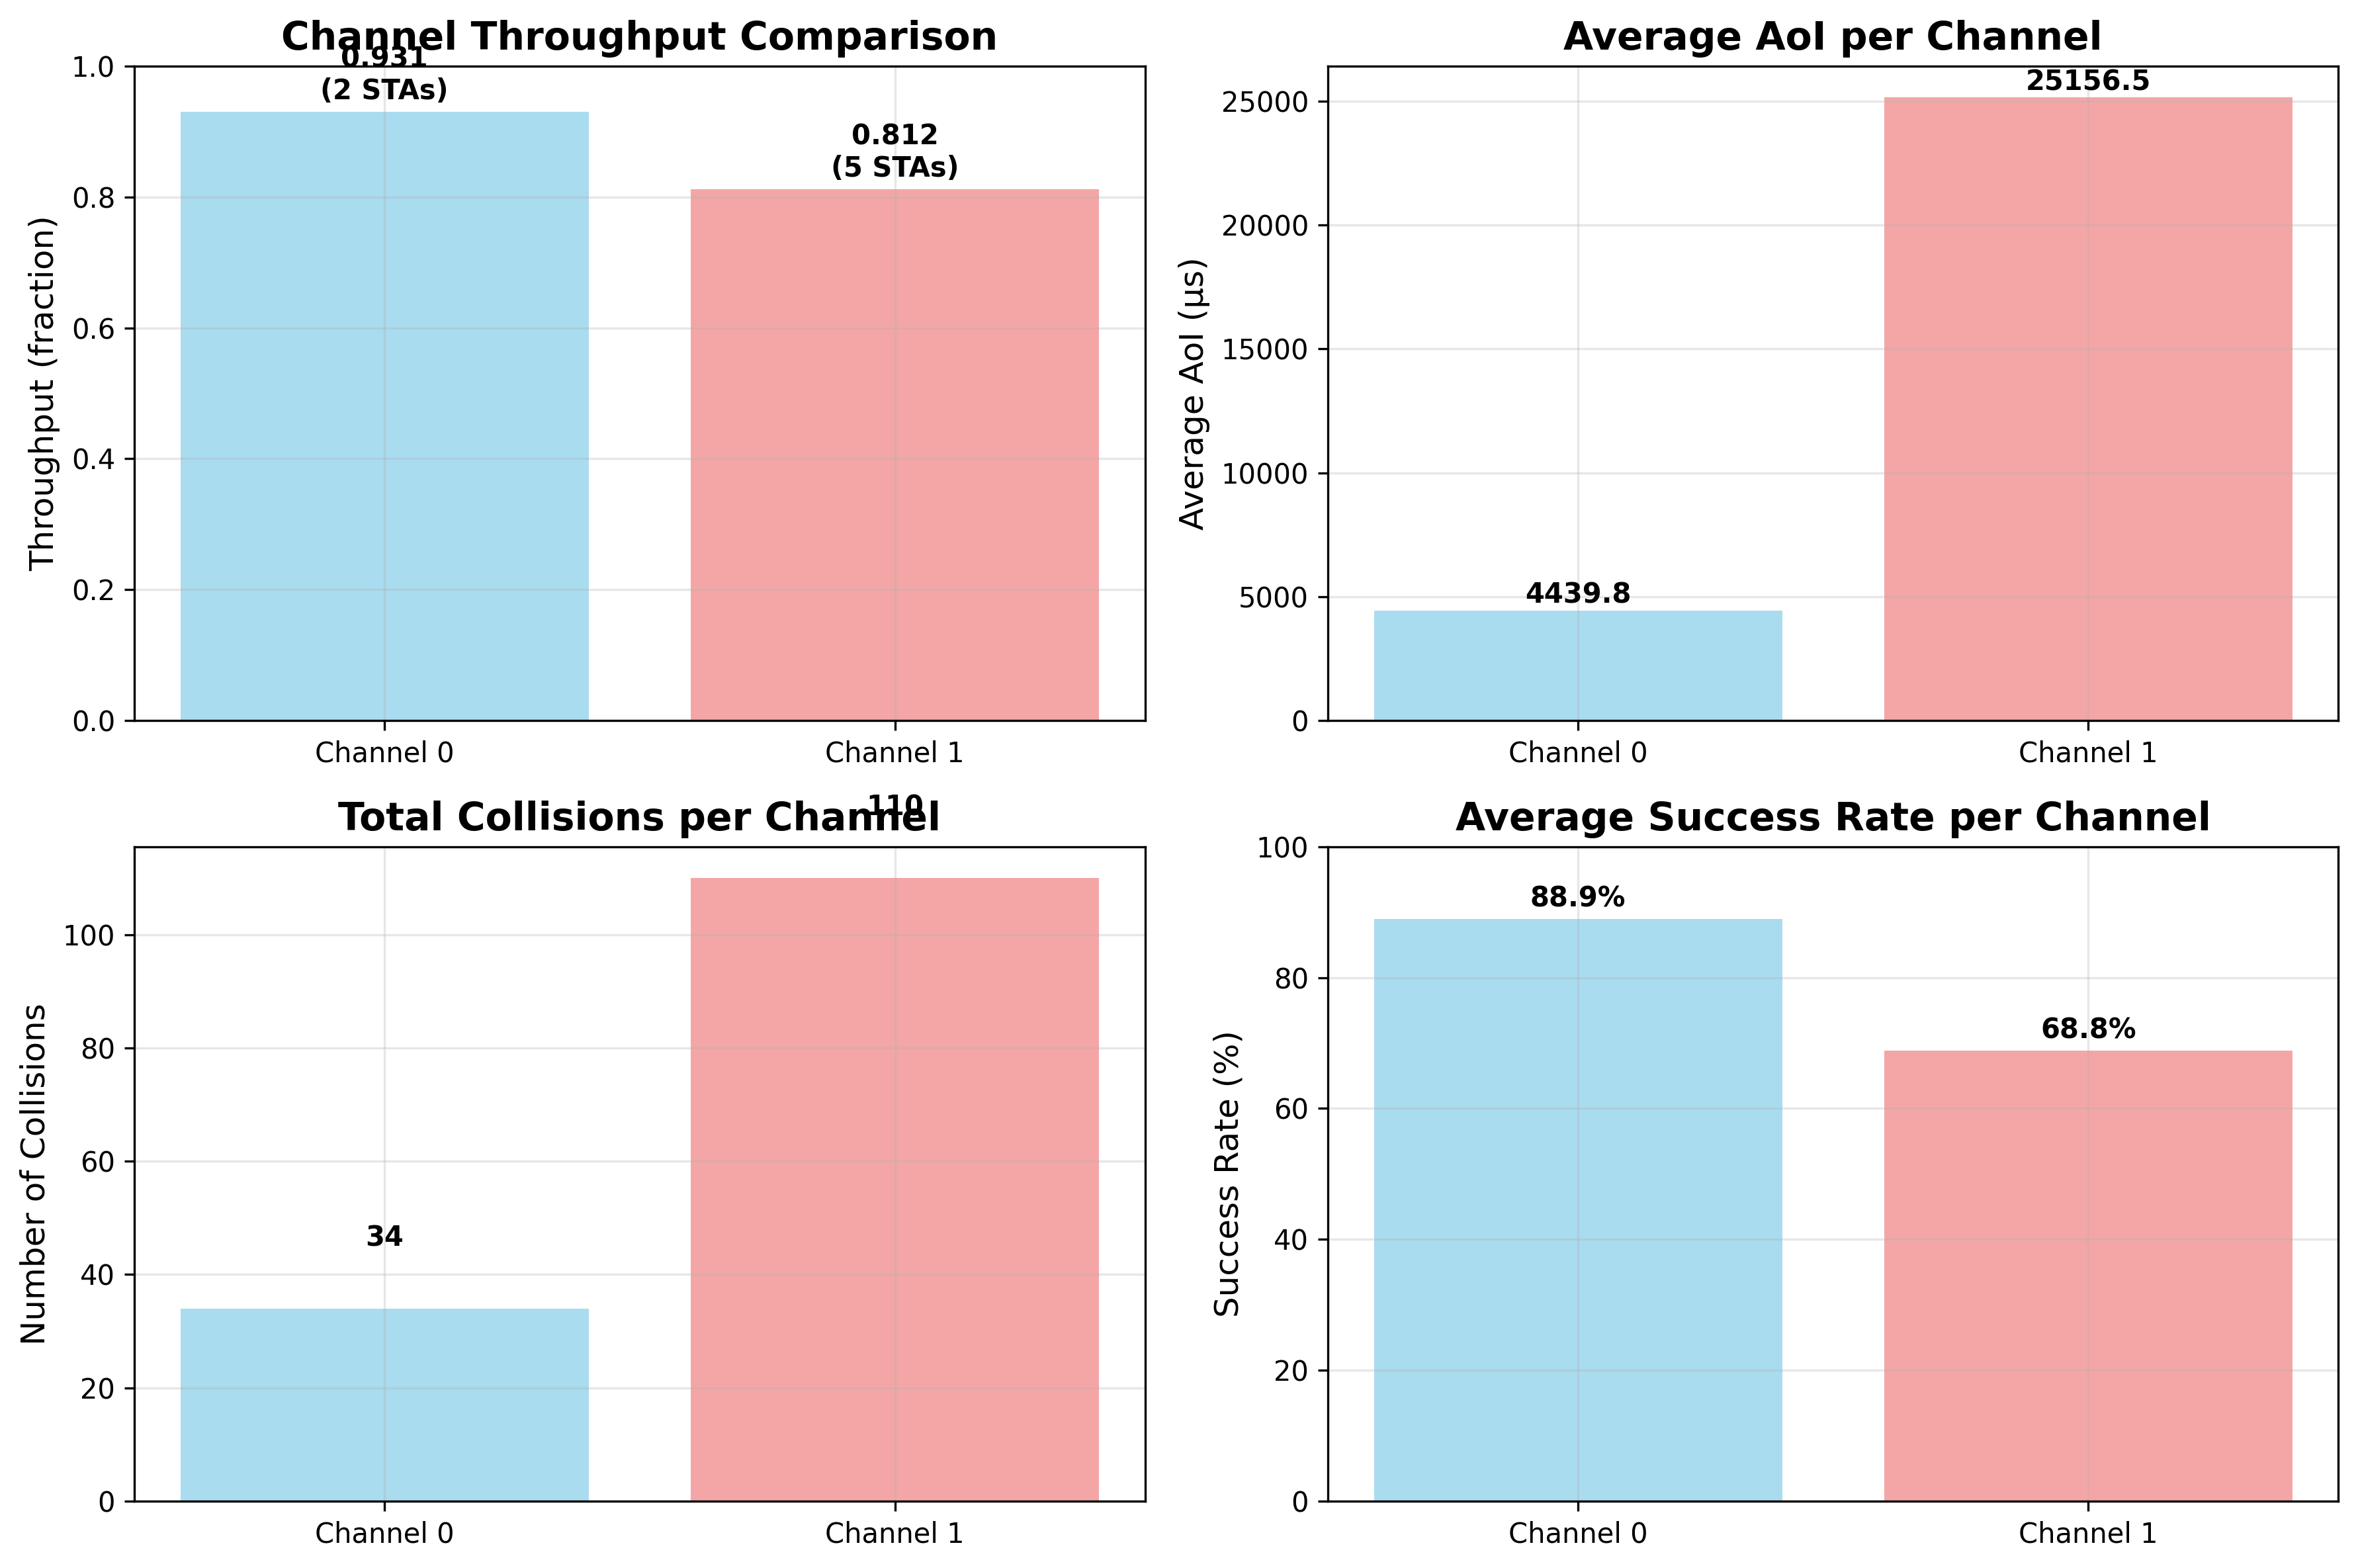 Channel Throughput Comparison
0.931
(2 STAs)
0.812
(5 STAs)
Throughput (fraction)
1.0
0.8
0.6
0.4
0.2
0.0
Channel 0
Channel 1
Average AoI per Channel
25156.5
4439.8
Average AoI (µs)
25000
20000
15000
10000
5000
0
Channel 0
Channel 1
Total Collisions per Channel
110
34
Number of Collisions
100
80
60
40
20
0
Channel 0
Channel 1
Average Success Rate per Channel
88.9%
68.8%
Success Rate (%)
100
80
60
40
20
0
Channel 0
Channel 1